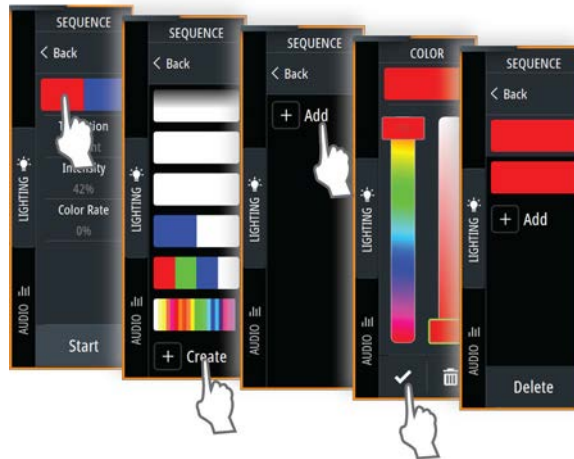 SEQUENCE
< Back
Intensity
42%
Color Rate
0%
Start
LIGHTING
AUDIO
SEQUENCE
< Back
+ Create
LIGHTING
AUDIO
SEQUENCE
< Back
+ Add
LIGHTING
AUDIO
COLOR
LIGHTING
AUDIO
SEQUENCE
< Back
+ Add
Delete
LIGHTING
AUDIO